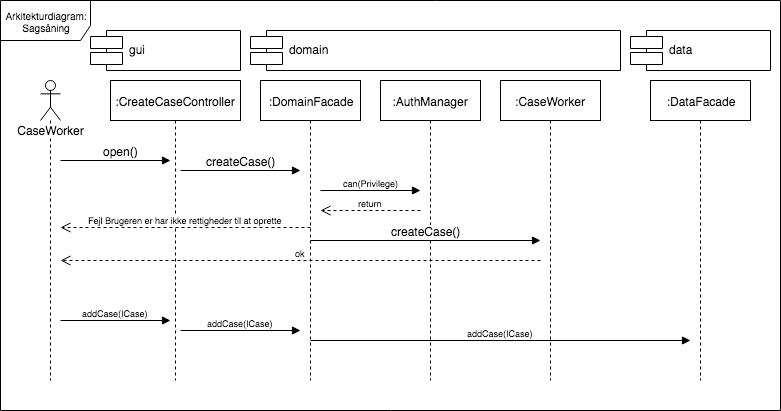 Arkitekturdiagram:
Sagsåning
gui
domain
data
:CreateCaseController
:DomainFacade
:AuthManager
:CaseWorker
:DataFacade
CaseWorker
open()
createCase()
can(Privilege)
return
Fejl Brugeren er har ikke rettigheder til at oprette
createCase()
ok
addCase(ICase)
addCase(ICase)
addCase(ICase)